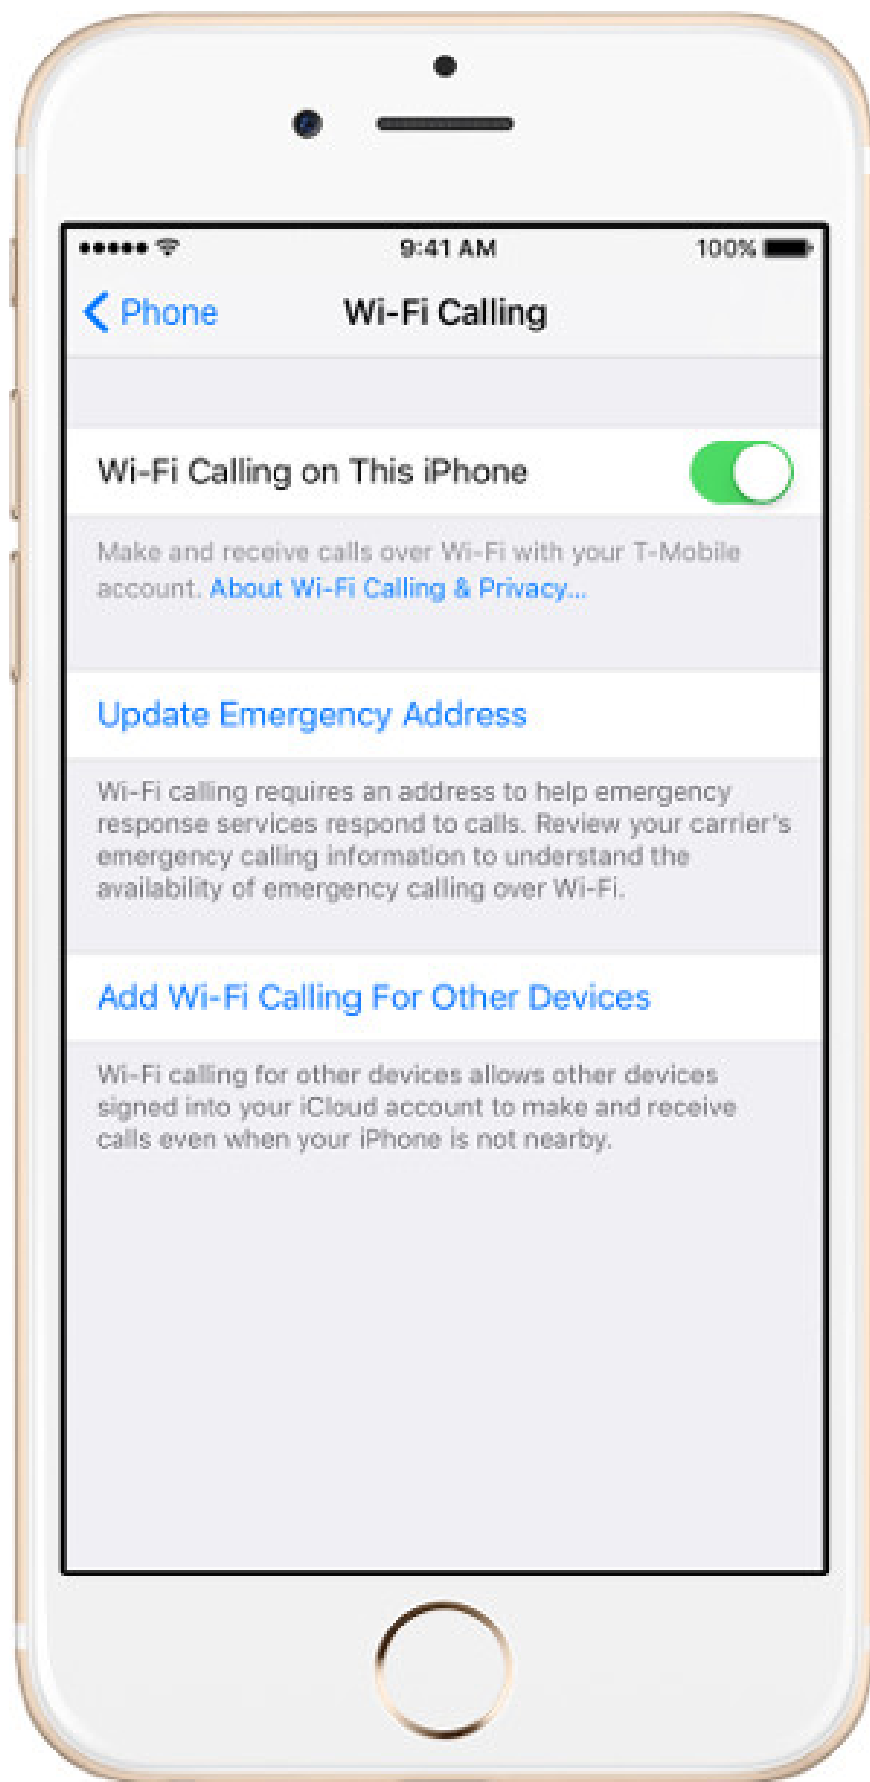 9:41 AM 100%
Phone Wi-Fi Calling
Wi-Fi Calling on This iPhone
Make and receive calls over Wi-Fi with your T-Mobile
account. About Wi-Fi Calling & Privacy...
Update Emergency Address
Wi-Fi calling requires an address to help emergency
response services respond to calls. Review your carrier's
emergency calling information to understand the
availability of emergency calling over Wi-Fi.
Add Wi-Fi Calling For Other Devices
Wi-Fi calling for other devices allows other devices
signed into your iCloud account to make and receive
calls even when your iPhone is not nearby.